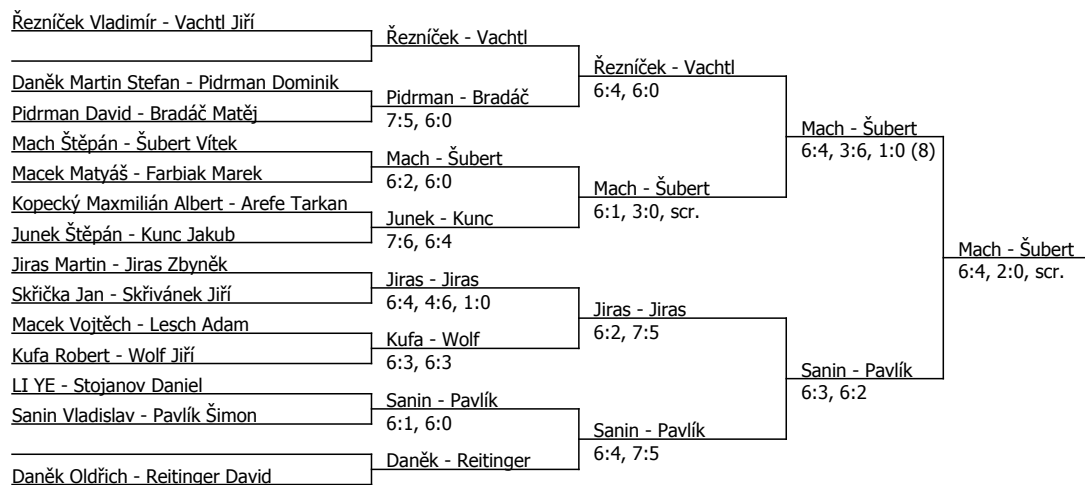 Řezníček Vladimír - Vachtl Jiří
Řezníček - Vachtl
Daněk Martin Stefan - Pidrman Dominik
Řezníček - Vachtl
6:4, 6:0
Pidrman David - Bradáč Matěj
Pidrman - Bradáč
7:5, 6:0
Mach Štěpán - Šubert Vítek
Mach - Šubert
6:4, 3:6, 1:0 (8)
Macek Matyáš - Farbiak Marek
Mach - Šubert
6:2, 6:0
Kopecký Maxmilián Albert - Arefe Tarkan
Mach - Šubert
6:1, 3:0, scr.
Junek Štěpán - Kunc Jakub
Junek - Kunc
7:6, 6:4
Mach - Šubert
6:4, 2:0, scr.
Jiras Martin - Jiras Zbyněk
Skřička Jan - Skřivánek Jiří
Jiras - Jiras
6:4, 4:6, 1:0
Macek Vojtěch - Lesch Adam
Jiras - Jiras
6:2, 7:5
Kufa Robert - Wolf Jiří
Kufa - Wolf
6:3, 6:3
LI YE - Stojanov Daniel
Sanin - Pavlík
6:3, 6:2
Sanin Vladislav - Pavlík Šimon
Sanin - Pavlík
6:1, 6:0
Sanin - Pavlík
6:4, 7:5
Daněk Oldřich - Reitinger David
Daněk - Reitinger